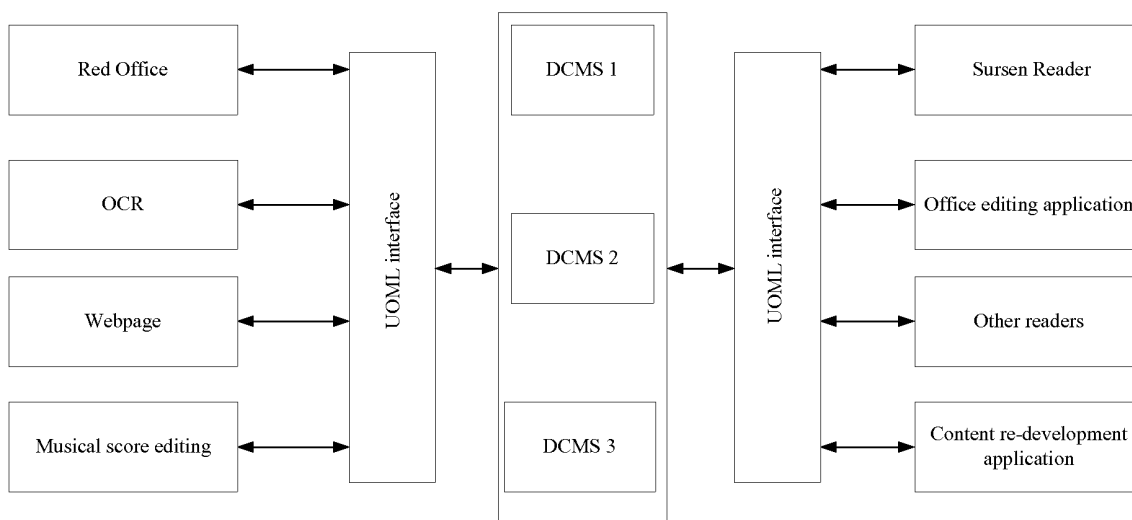 Red Office
OCR
Webpage
Musical score editing
UOML interface
DCMS 1
DCMS 2
DCMS 3
UOML interface
Sursen Reader
Office editing application
Other readers
Content re-development
application